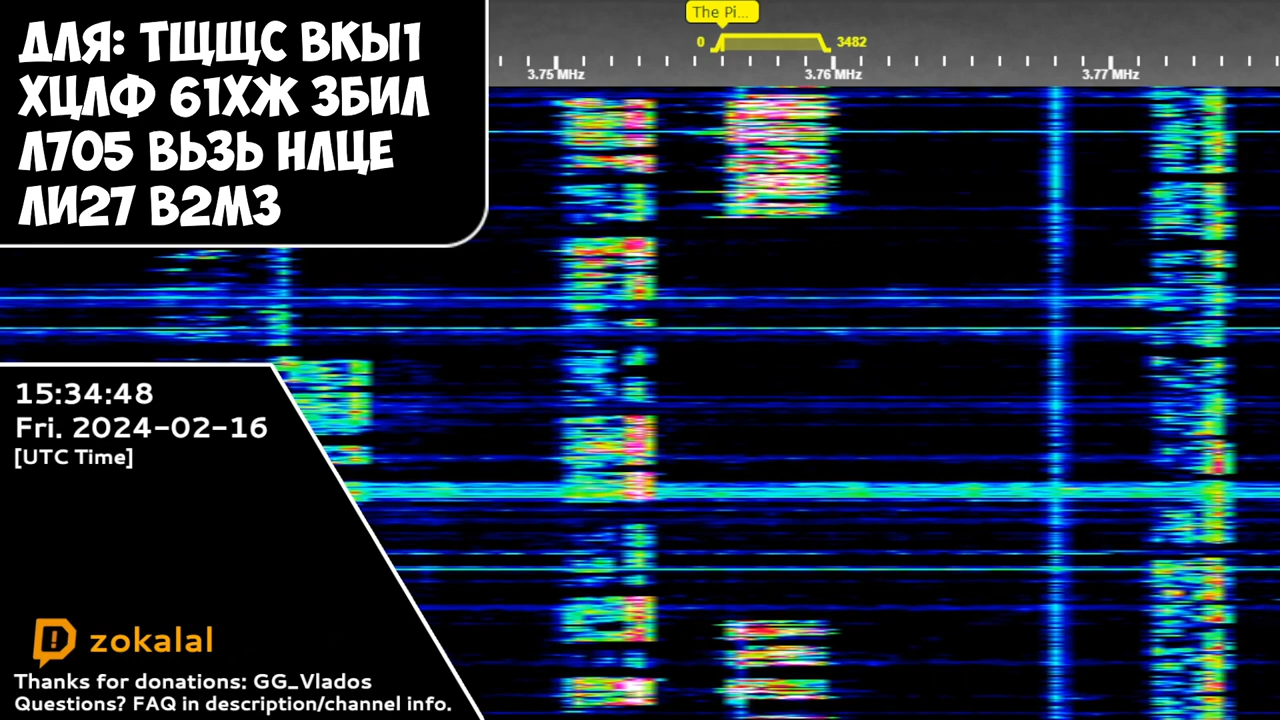 ДЛЯ: ТЩЩС ВКЫ1
ХЦЛФ 61ХЖ ЗБИЛ
Л705 ВЬЗЬ НЛЦЕ
ЛИ27 В2МЗ
The Pi...
0 3482
3.75 MHz 3.76 MHz 3.77 MHz
15:34:48
Fri. 2024-02-16
[UTC Time]
zokalal
Thanks for donations: GG_Vlados
Questions? FAQ in description/channel info.